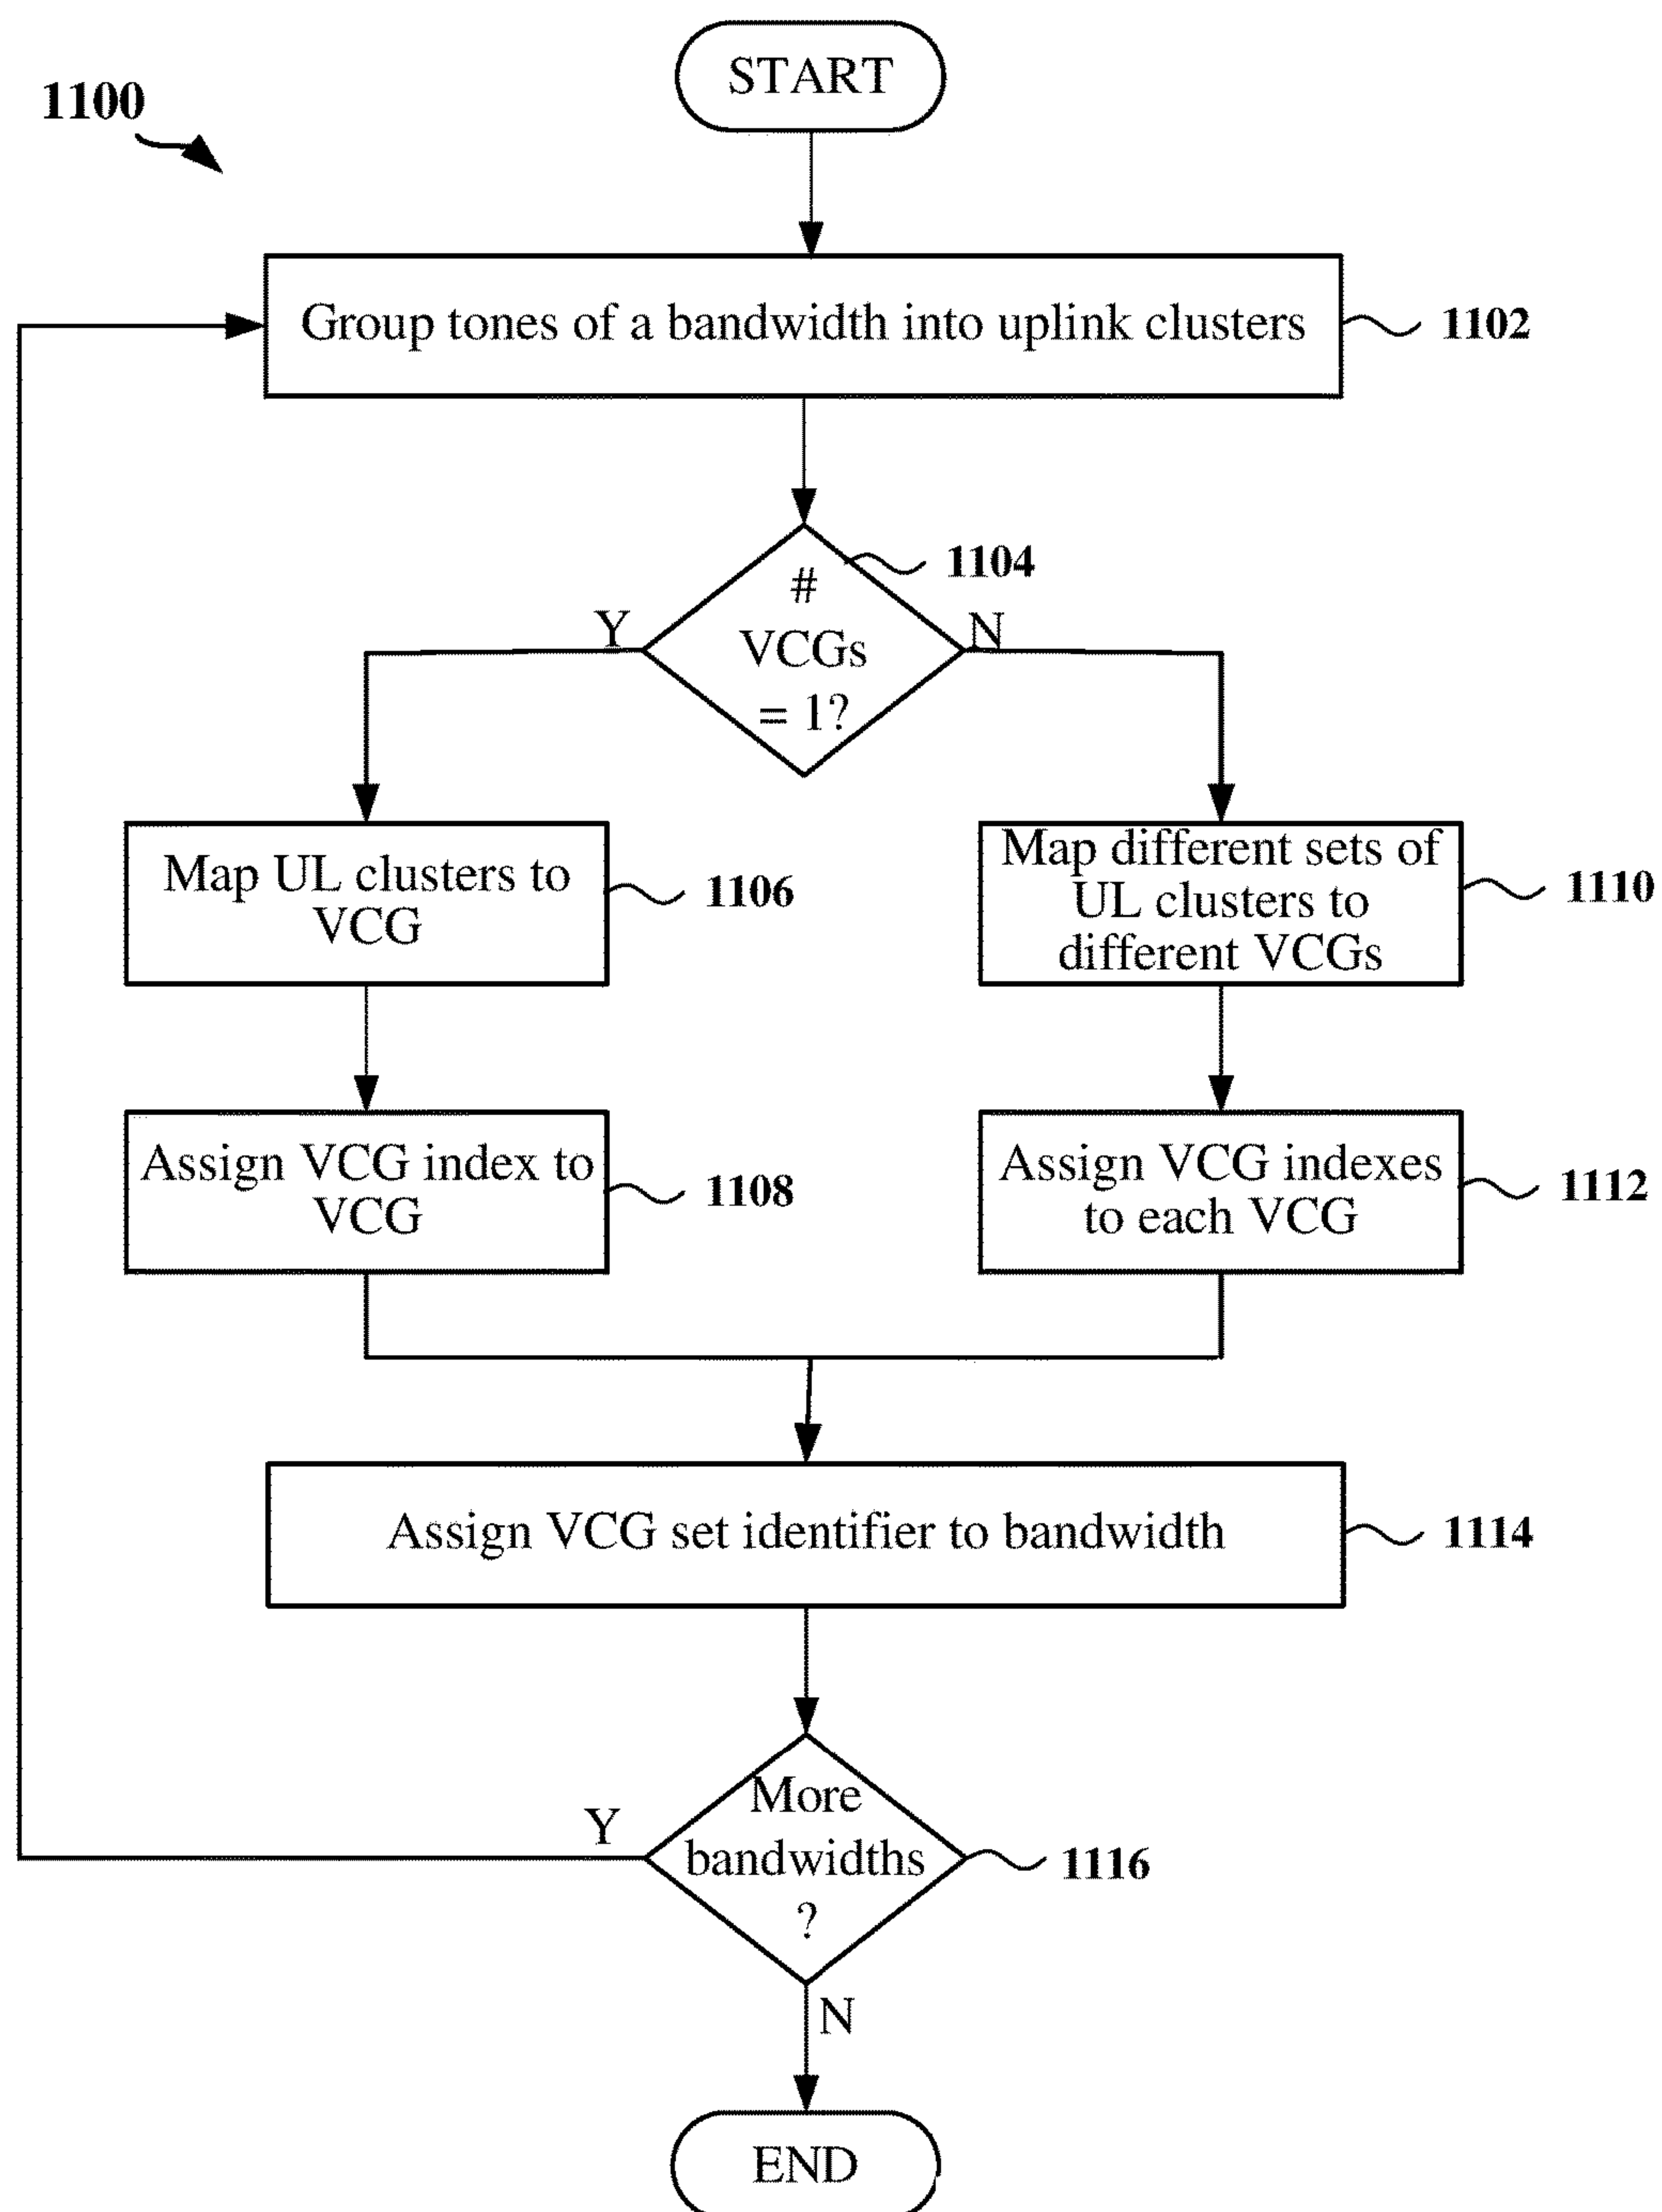 START
1100
Group tones of a bandwidth into uplink clusters
1102
1104
#
VCGs
= 1?
Y
N
Map UL clusters to
VCG
1106
Map different sets of
UL clusters to
different VCGs
1110
Assign VCG index to
VCG
1108
Assign VCG indexes
to each VCG
1112
Assign VCG set identifier to bandwidth
1114
More
bandwidths
?
Y
1116
N
END